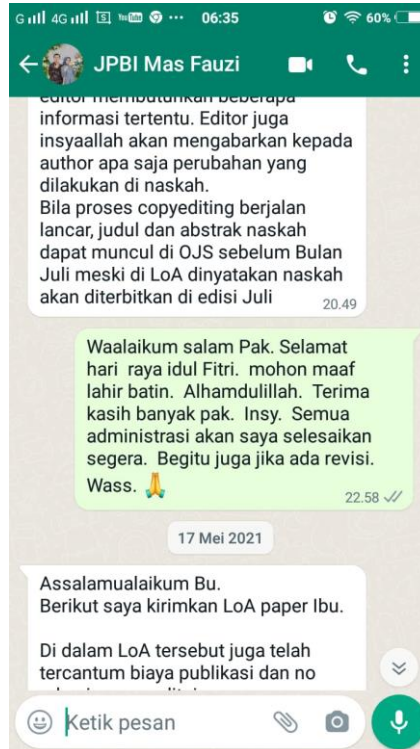 G 4G YouTube ... 06:35 60%
JPBI Mas Fauzi
editor membutuhkan beberapa
informasi tertentu. Editor juga
insyaallah akan mengabarkan kepada
author apa saja perubahan yang
dilakukan di naskah.
Bila proses copyediting berjalan
lancar, judul dan abstrak naskah
dapat muncul di OJS sebelum Bulan
Juli meski di LoA dinyatakan naskah
akan diterbitkan di edisi Juli
20.49
Waalaikum salam Pak. Selamat
hari raya idul Fitri. mohon maaf
lahir batin. Alhamdulillah. Terima
kasih banyak pak. Insy. Semua
administrasi akan saya selesaikan
segera. Begitu juga jika ada revisi.
Wass. 🙏
22.58
17 Mei 2021
Assalamualaikum Bu.
Berikut saya kirimkan LoA paper Ibu.
Di dalam LoA tersebut juga telah
tercantum biaya publikasi dan no
Ketik pesan